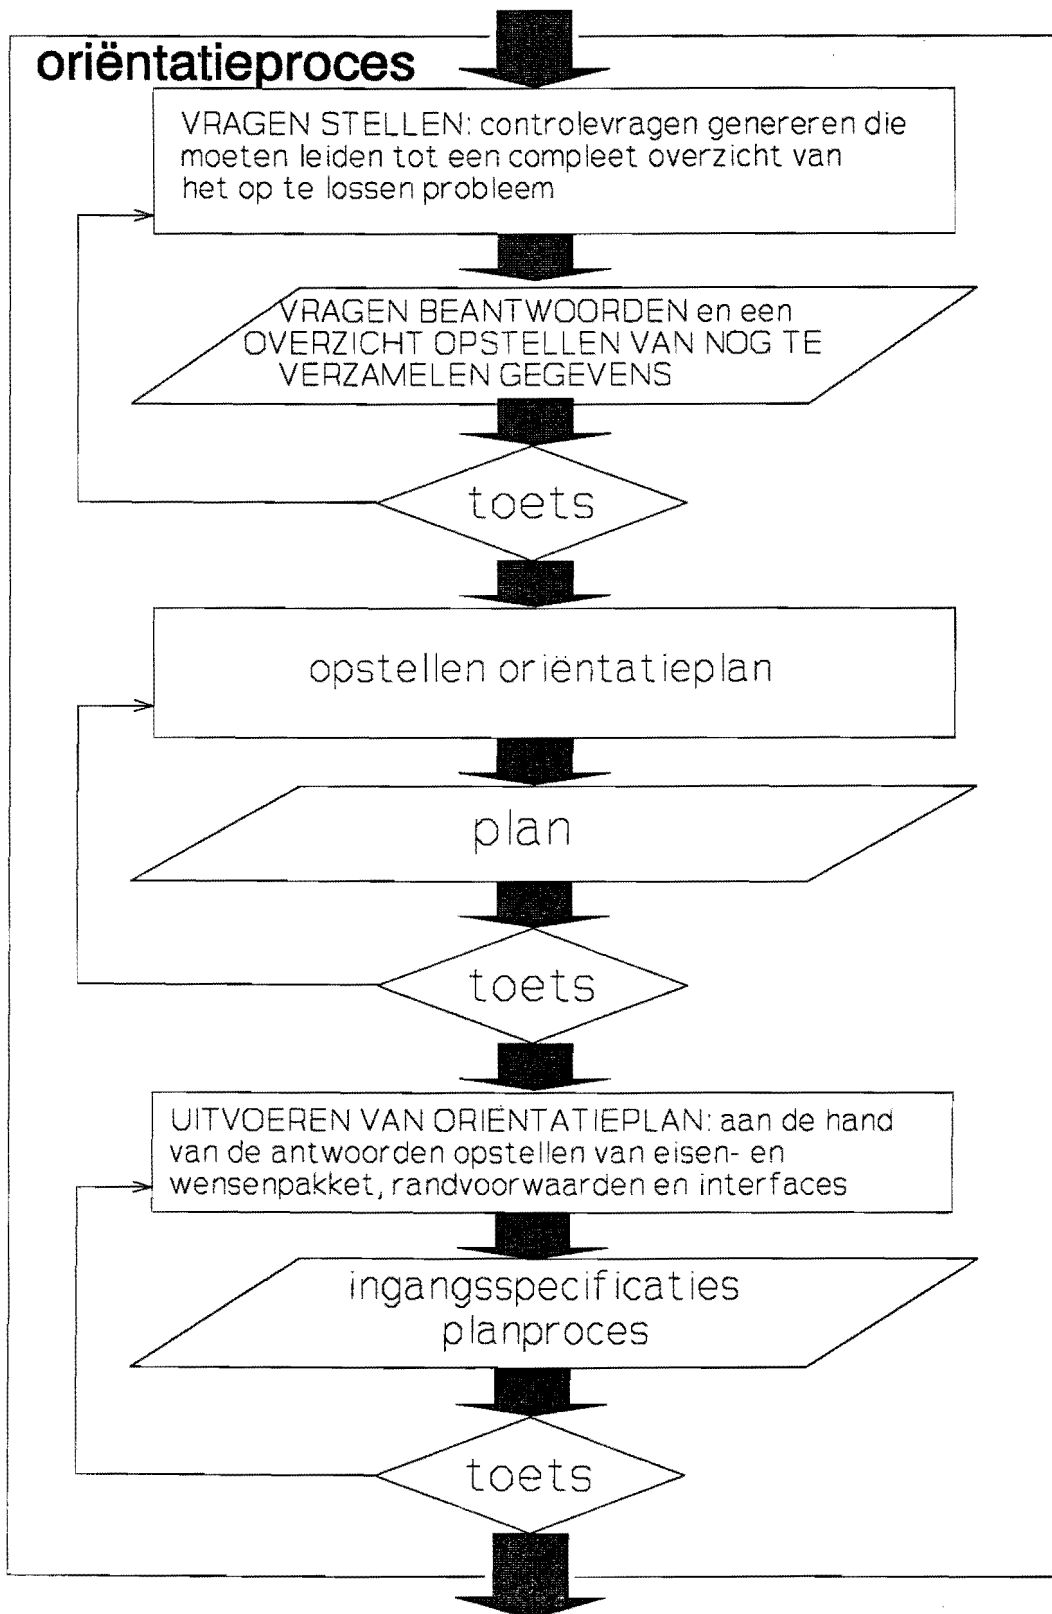 oriëntatieproces
VRAGEN STELLEN: controlevragen genereren die
moeten leiden tot een compleet overzicht van
het op te lossen probleem
VRAGEN BEANTWOORDEN en een
OVERZICHT OPSTELLEN VAN NOG TE
VERZAMELEN GEGEVENS
toets
opstellen oriëntatieplan
plan
toets
UITVOEREN VAN ORIËNTATIEPLAN: aan de hand
van de antwoorden opstellen van eisen- en
wensenpakket, randvoorwaarden en interfaces
ingangsspecificaties
planproces
toets